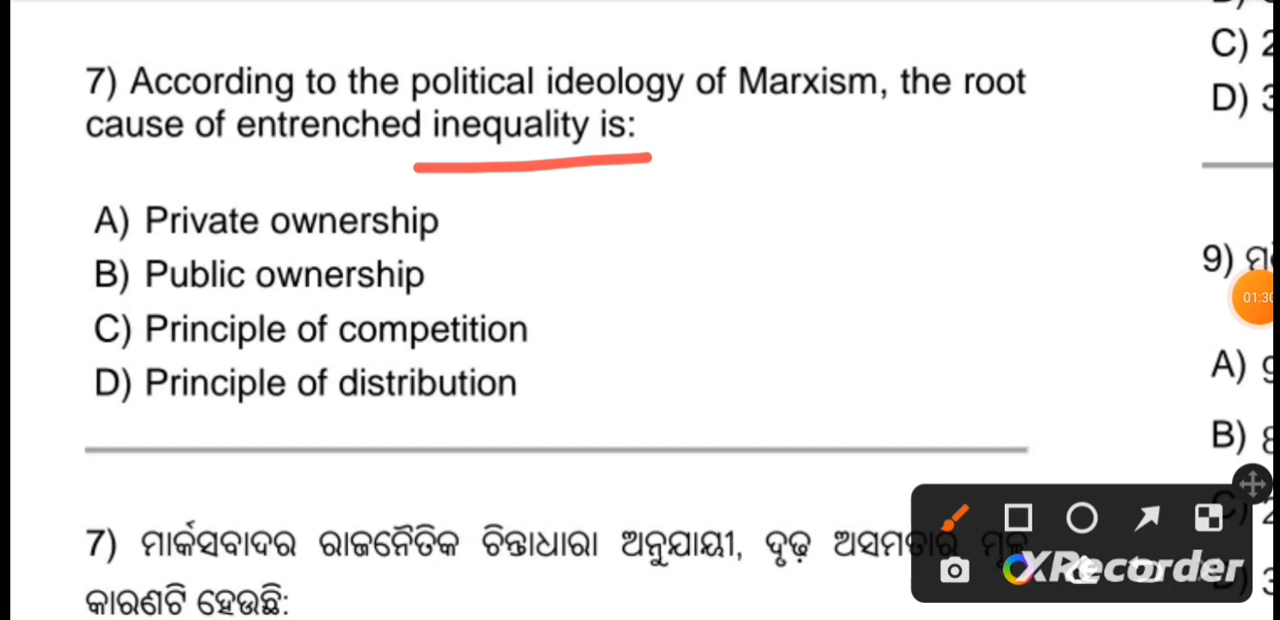 7) According to the political ideology of Marxism, the root
cause of entrenched inequality is:
A) Private ownership
B) Public ownership
C) Principle of competition
D) Principle of distribution
7) ମାର୍କସବାଦର ରାଜନୈତିକ ଚିନ୍ତାଧାରା ଅନୁଯାୟୀ, ଦୃଢ଼ ଅସମତାର ମୂଳ
କାରଣଟି ହେଉଛି:
C) 2
D) 3
9)
A)
B)
C)
D) 3
01:30
XRecorder